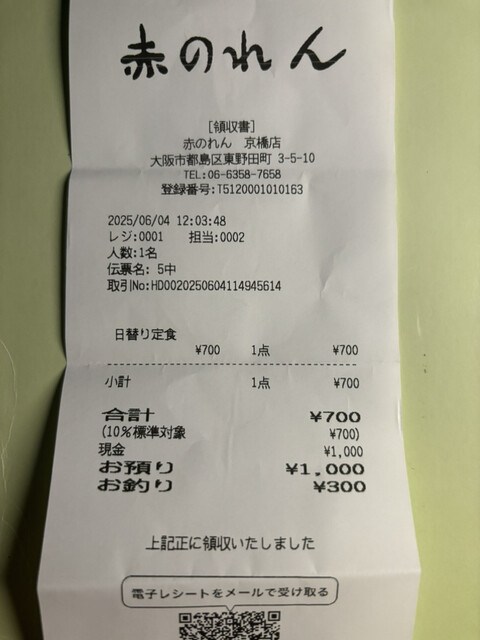 赤のれん
[領収書]
赤のれん 京橋店
大阪市都島区東野田町 3-5-10
TEL:06-6358-7658
登録番号:T5120001010163
2025/06/04 12:03:48
レジ:0001 担当:0002
人数:1名
伝票名: 5中
取引No:HD0020250604114945614
日替り定食
¥700 1点 ¥700
小計 1点 ¥700
合計 ¥700
(10%標準対象 ¥700)
現金 ¥1,000
お預り ¥1,000
お釣り ¥300
上記正に領収いたしました
電子レシートをメールで受け取る